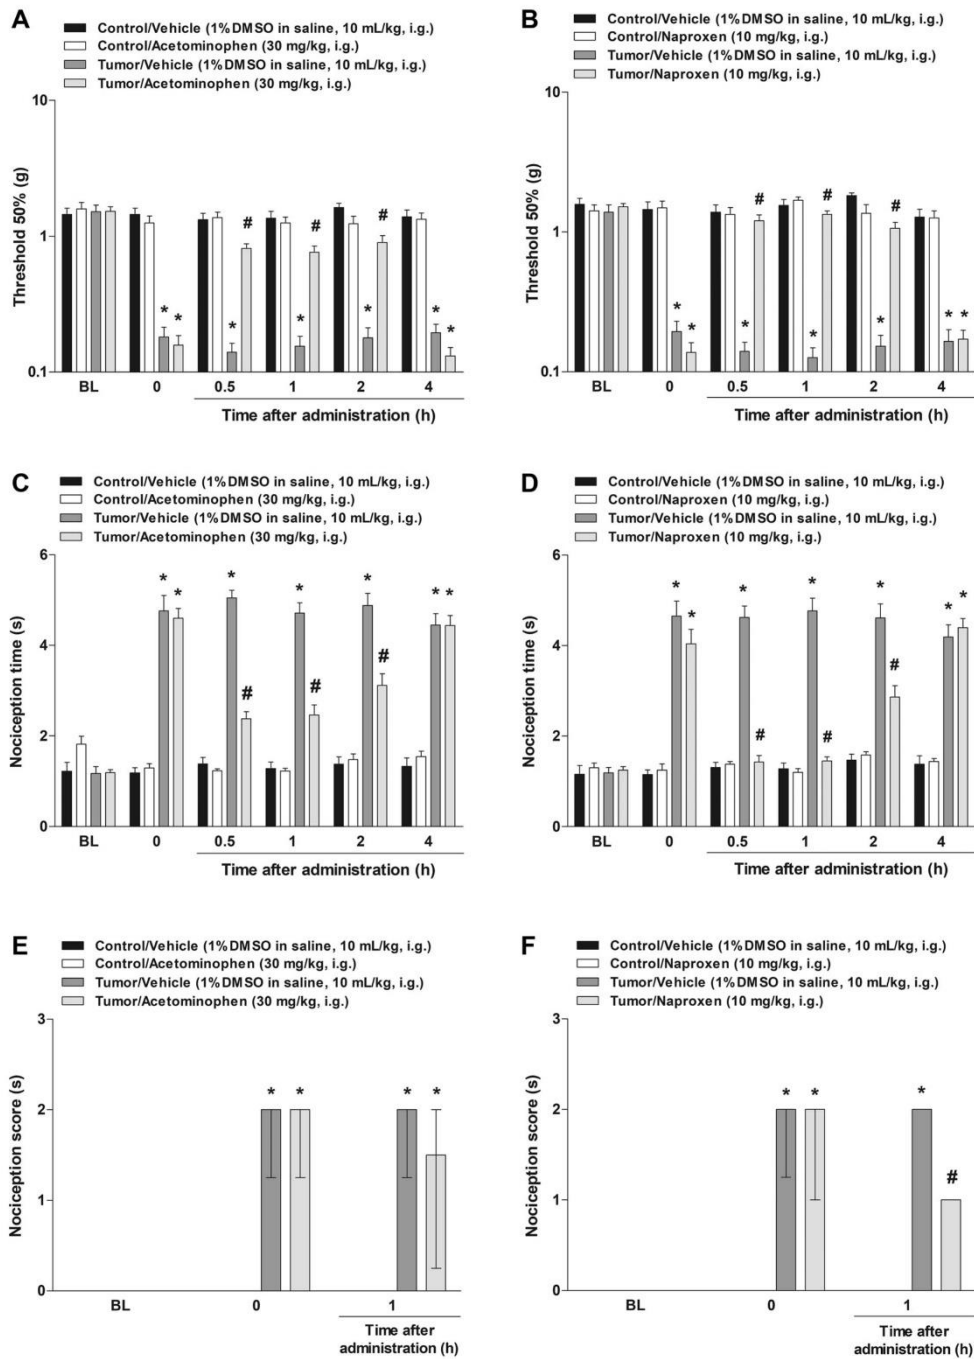 A
Control/Vehicle (1%DMSO in saline, 10 mL/kg, i.g.)
Control/Acetominophen (30 mg/kg, i.g.)
Tumor/Vehicle (1%DMSO in saline, 10 mL/kg, i.g.)
Tumor/Acetominophen (30 mg/kg, i.g.)
Threshold 50% (g)
10
1
0.1
# # #
* * * * * * *
BL 0 0.5 1 2 4
Time after administration (h)
B
Control/Vehicle (1%DMSO in saline, 10 mL/kg, i.g.)
Control/Naproxen (10 mg/kg, i.g.)
Tumor/Vehicle (1%DMSO in saline, 10 mL/kg, i.g.)
Tumor/Naproxen (10 mg/kg, i.g.)
Threshold 50% (g)
10
1
0.1
# # #
* * * * * * *
BL 0 0.5 1 2 4
Time after administration (h)
C
Control/Vehicle (1%DMSO in saline, 10 mL/kg, i.g.)
Control/Acetominophen (30 mg/kg, i.g.)
Tumor/Vehicle (1%DMSO in saline, 10 mL/kg, i.g.)
Tumor/Acetominophen (30 mg/kg, i.g.)
Nociception time (s)
6
4
2
0
* * * * * * *
# # #
BL 0 0.5 1 2 4
Time after administration (h)
D
Control/Vehicle (1%DMSO in saline, 10 mL/kg, i.g.)
Control/Naproxen (10 mg/kg, i.g.)
Tumor/Vehicle (1%DMSO in saline, 10 mL/kg, i.g.)
Tumor/Naproxen (10 mg/kg, i.g.)
Nociception time (s)
6
4
2
0
* * * * * * *
# # #
BL 0 0.5 1 2 4
Time after administration (h)
E
Control/Vehicle (1%DMSO in saline, 10 mL/kg, i.g.)
Control/Acetominophen (30 mg/kg, i.g.)
Tumor/Vehicle (1%DMSO in saline, 10 mL/kg, i.g.)
Tumor/Acetominophen (30 mg/kg, i.g.)
Nociception score (s)
3
2
1
0
* * * *
BL 0 1
Time after
administration (h)
F
Control/Vehicle (1%DMSO in saline, 10 mL/kg, i.g.)
Control/Naproxen (10 mg/kg, i.g.)
Tumor/Vehicle (1%DMSO in saline, 10 mL/kg, i.g.)
Tumor/Naproxen (10 mg/kg, i.g.)
Nociception score (s)
3
2
1
0
* * *
#
BL 0 1
Time after
administration (h)